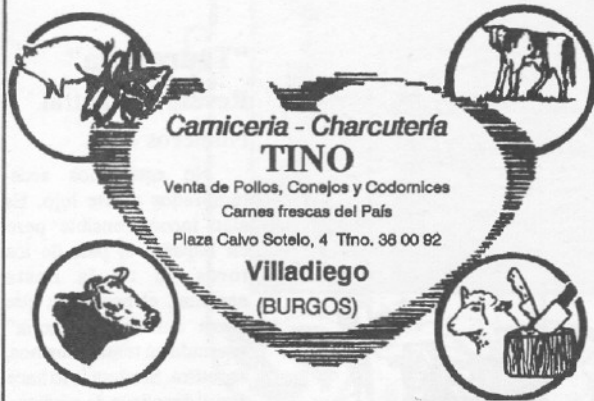 Carniceria - Charcutería
TINO
Venta de Pollos, Conejos y Codornices
Carnes frescas del País
Plaza Calvo Sotelo, 4 Tfno. 36 00 92
Villadiego
(BURGOS)